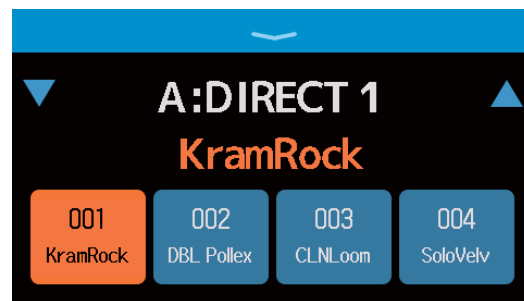 A:DIRECT 1
KramRock
001 002 003 004
KramRock DBL Pollex CLNLoom SoloVelv